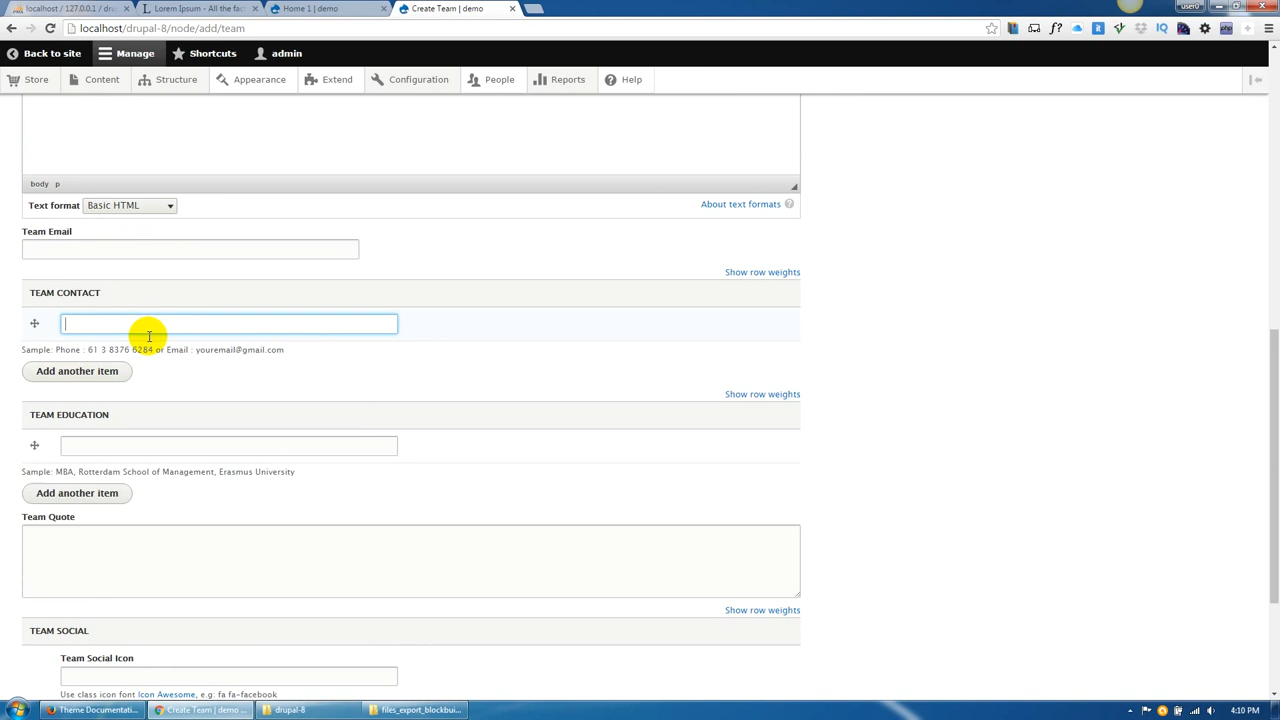 localhost / 127.0.0.1 / dru
Lorem Ipsum - All the fac
Home 1 | demo
Create Team | demo
user0
localhost/drupal-8/node/add/team
Back to site
Manage
Shortcuts
admin
Store
Content
Structure
Appearance
Extend
Configuration
People
Reports
Help
body p
Text format
Basic HTML
About text formats
Team Email
Show row weights
TEAM CONTACT
Sample: Phone : 61 3 8376 6284 or Email : youremail@gmail.com
Add another item
Show row weights
TEAM EDUCATION
Sample: MBA, Rotterdam School of Management, Erasmus University
Add another item
Team Quote
Show row weights
TEAM SOCIAL
Team Social Icon
Use class icon font Icon Awesome, e.g: fa fa-facebook
Theme Documentati...
Create Team | demo ...
drupal-8
files_export_blockbui...
4:10 PM